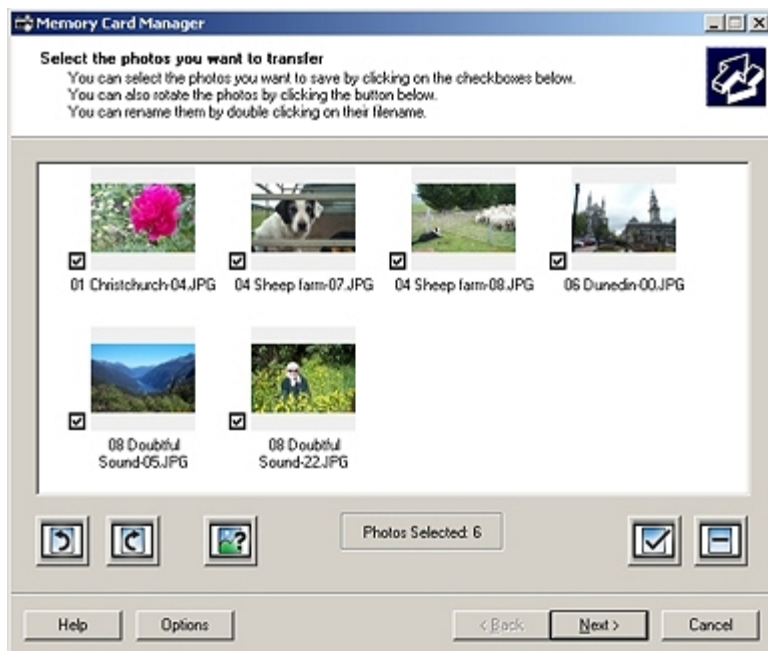 Memory Card Manager
Select the photos you want to transfer
You can select the photos you want to save by clicking on the checkboxes below.
You can also rotate the photos by clicking the button below.
You can rename them by double clicking on their filename.
01 Christchurch-04.JPG
04 Sheep farm-07.JPG
04 Sheep farm-08.JPG
06 Dunedin-00.JPG
08 Doubtful
Sound-05.JPG
08 Doubtful
Sound-22.JPG
Photos Selected: 6
Help
Options
< Back
Next >
Cancel